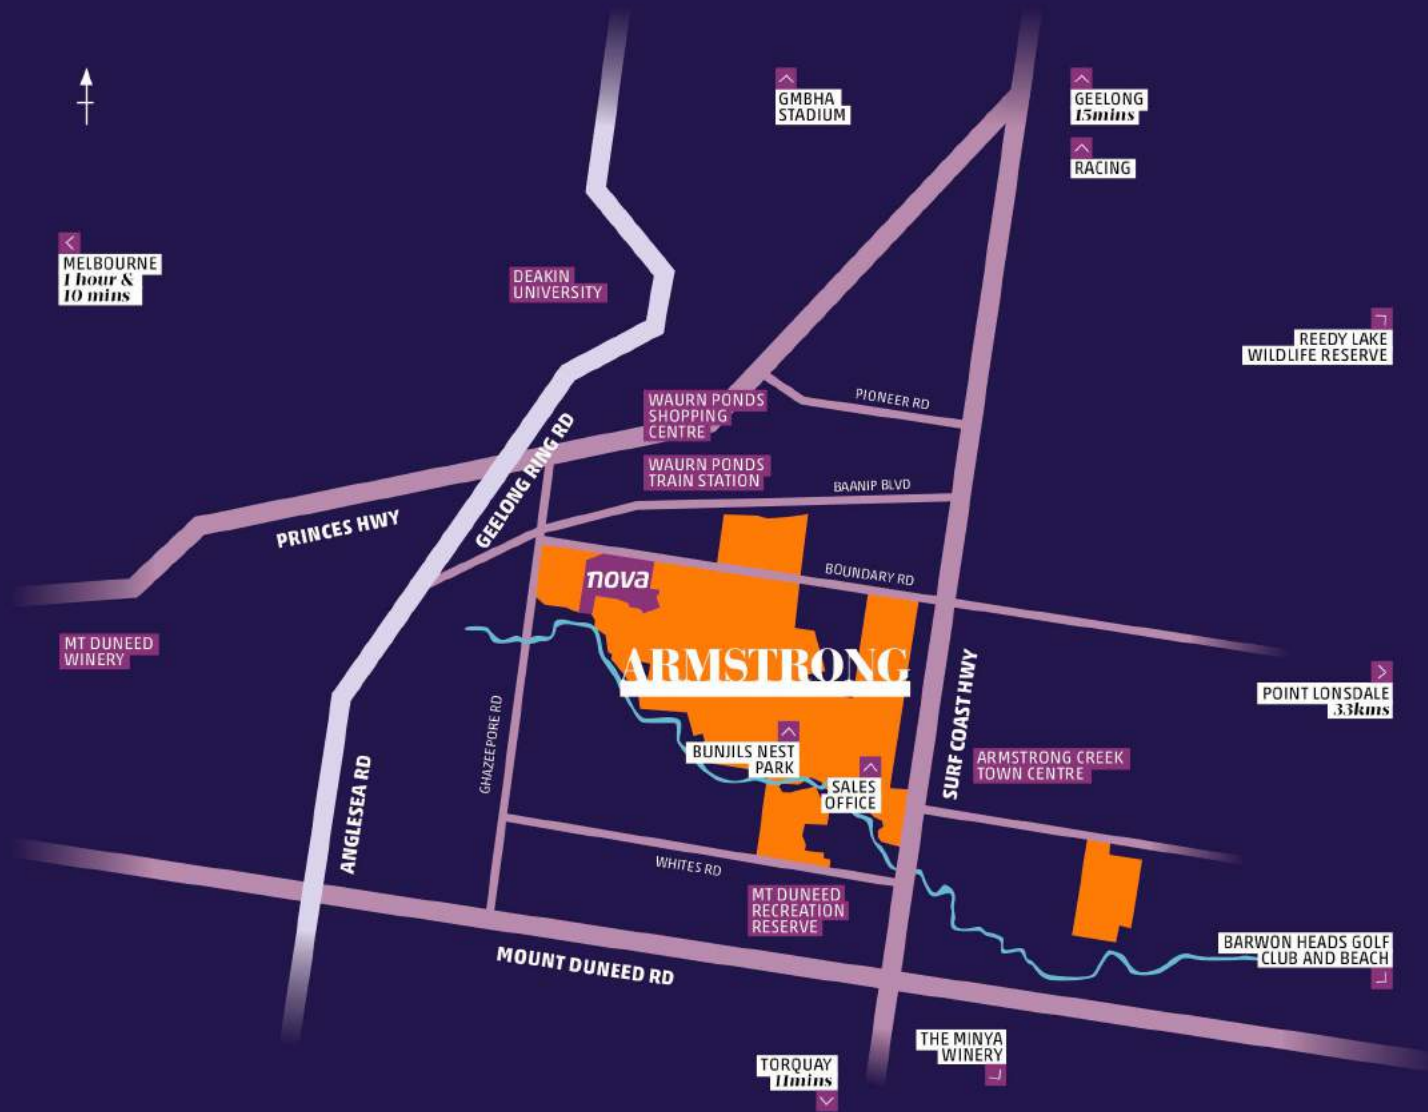 GMBHA
STADIUM
GEELONG
15mins
RACING
MELBOURNE
1 hour &
10 mins
DEAKIN
UNIVERSITY
REEDY LAKE
WILDLIFE RESERVE
WAURN PONDS
SHOPPING
CENTRE
PIONEER RD
GEELONG RING RD
WAURN PONDS
TRAIN STATION
BAANIP BLVD
PRINCES HWY
nova
BOUNDARY RD
MT DUNEED
WINERY
ARMSTRONG
POINT LONSDALE
33kms
GHAZEEPORE RD
SURF COAST HWY
BUNJILS NEST
PARK
ARMSTRONG CREEK
TOWN CENTRE
SALES
OFFICE
ANGLESEA RD
WHITES RD
MT DUNEED
RECREATION
RESERVE
BARWON HEADS GOLF
CLUB AND BEACH
MOUNT DUNEED RD
THE MINYA
WINERY
TORQUAY
11mins